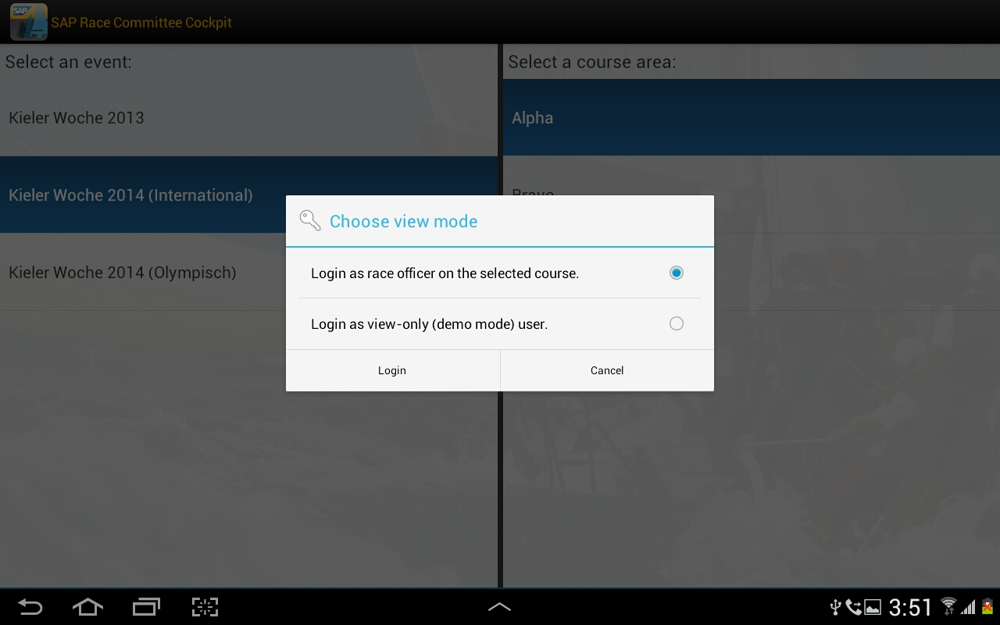 SAP
SAP Race Committee Cockpit
Select an event:
Select a course area:
Kieler Woche 2013
Alpha
Kieler Woche 2014 (International)
Bravo
Kieler Woche 2014 (Olympisch)
Choose view mode
Login as race officer on the selected course.
Login as view-only (demo mode) user.
Login
Cancel
3:51